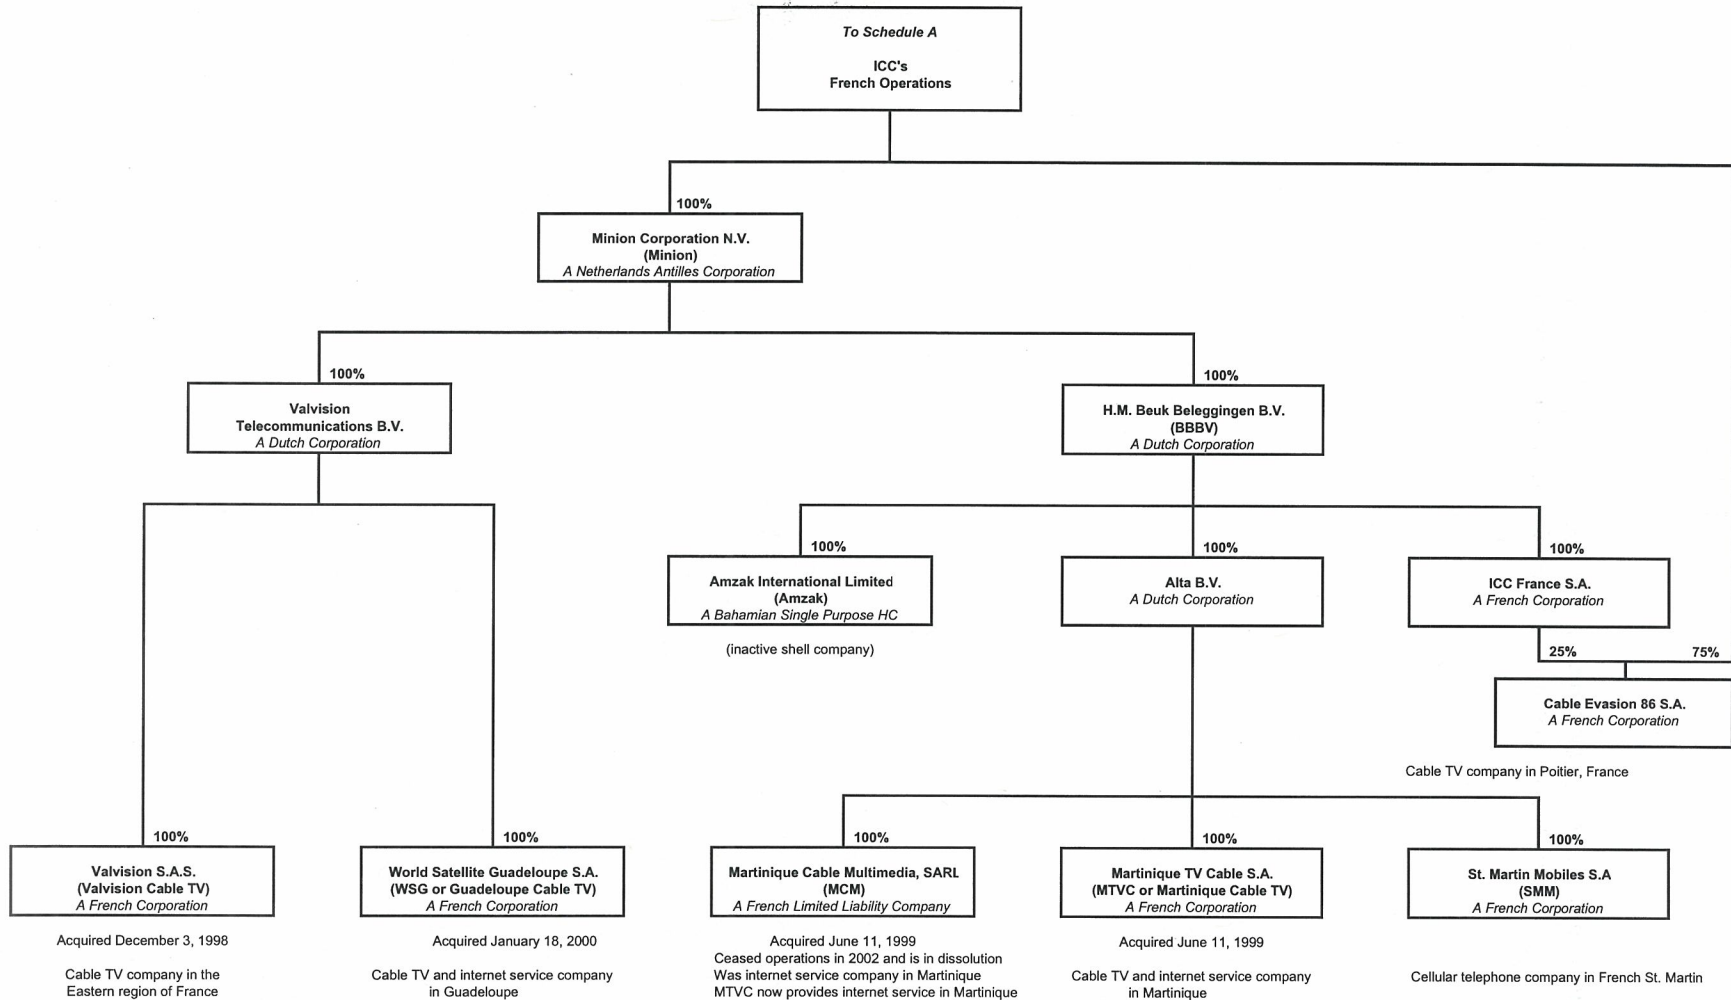 To Schedule A
ICC's
French Operations
100%
Minion Corporation N.V.
(Minion)
A Netherlands Antilles Corporation
100%
100%
Valvision
Telecommunications B.V.
A Dutch Corporation
H.M. Beuk Beleggingen B.V.
(BBBV)
A Dutch Corporation
100%
100%
100%
Amzak International Limited
(Amzak)
A Bahamian Single Purpose HC
(inactive shell company)
Alta B.V.
A Dutch Corporation
ICC France S.A.
A French Corporation
25%
75%
Cable Evasion 86 S.A.
A French Corporation
Cable TV company in Poitier, France
100%
100%
100%
100%
100%
Valvision S.A.S.
(Valvision Cable TV)
A French Corporation
Acquired December 3, 1998
Cable TV company in the
Eastern region of France
World Satellite Guadeloupe S.A.
(WSG or Guadeloupe Cable TV)
A French Corporation
Acquired January 18, 2000
Cable TV and internet service company
in Guadeloupe
Martinique Cable Multimedia, SARL
(MCM)
A French Limited Liability Company
Acquired June 11, 1999
Ceased operations in 2002 and is in dissolution
Was internet service company in Martinique
MTVC now provides internet service in Martinique
Martinique TV Cable S.A.
(MTVC or Martinique Cable TV)
A French Corporation
Acquired June 11, 1999
Cable TV and internet service company
in Martinique
St. Martin Mobiles S.A
(SMM)
A French Corporation
Cellular telephone company in French St. Martin